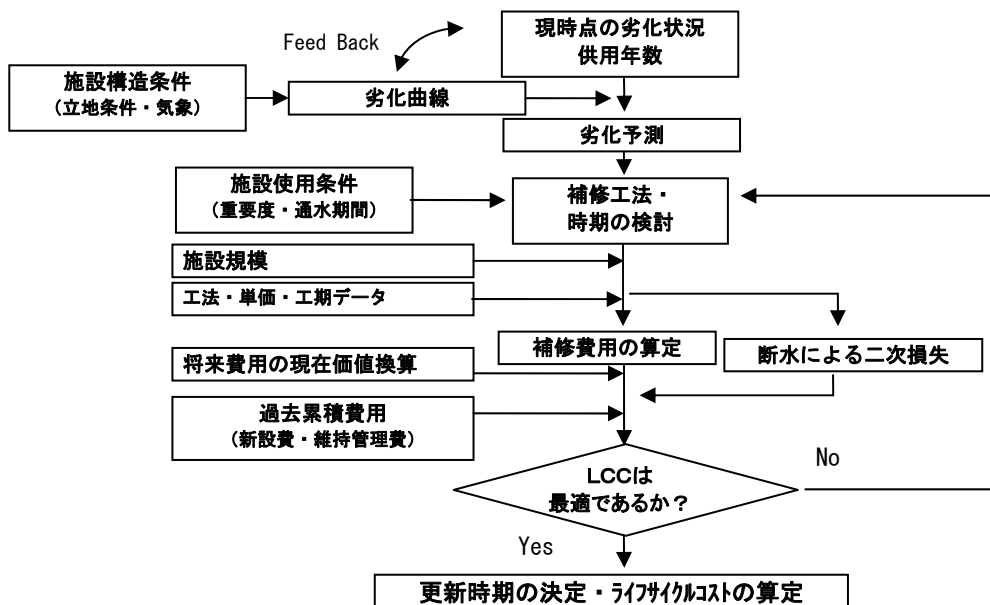 Feed Back
現時点の劣化状況
供用年数
施設構造条件
（立地条件・気象）
劣化曲線
劣化予測
施設使用条件
（重要度・通水期間）
補修工法・
時期の検討
施設規模
工法・単価・工期データ
補修費用の算定
断水による二次損失
将来費用の現在価値換算
過去累積費用
（新設費・維持管理費）
LCCは
最適であるか？
No
Yes
更新時期の決定・ﾗｲﾌｻｲｸﾙｺｽﾄの算定